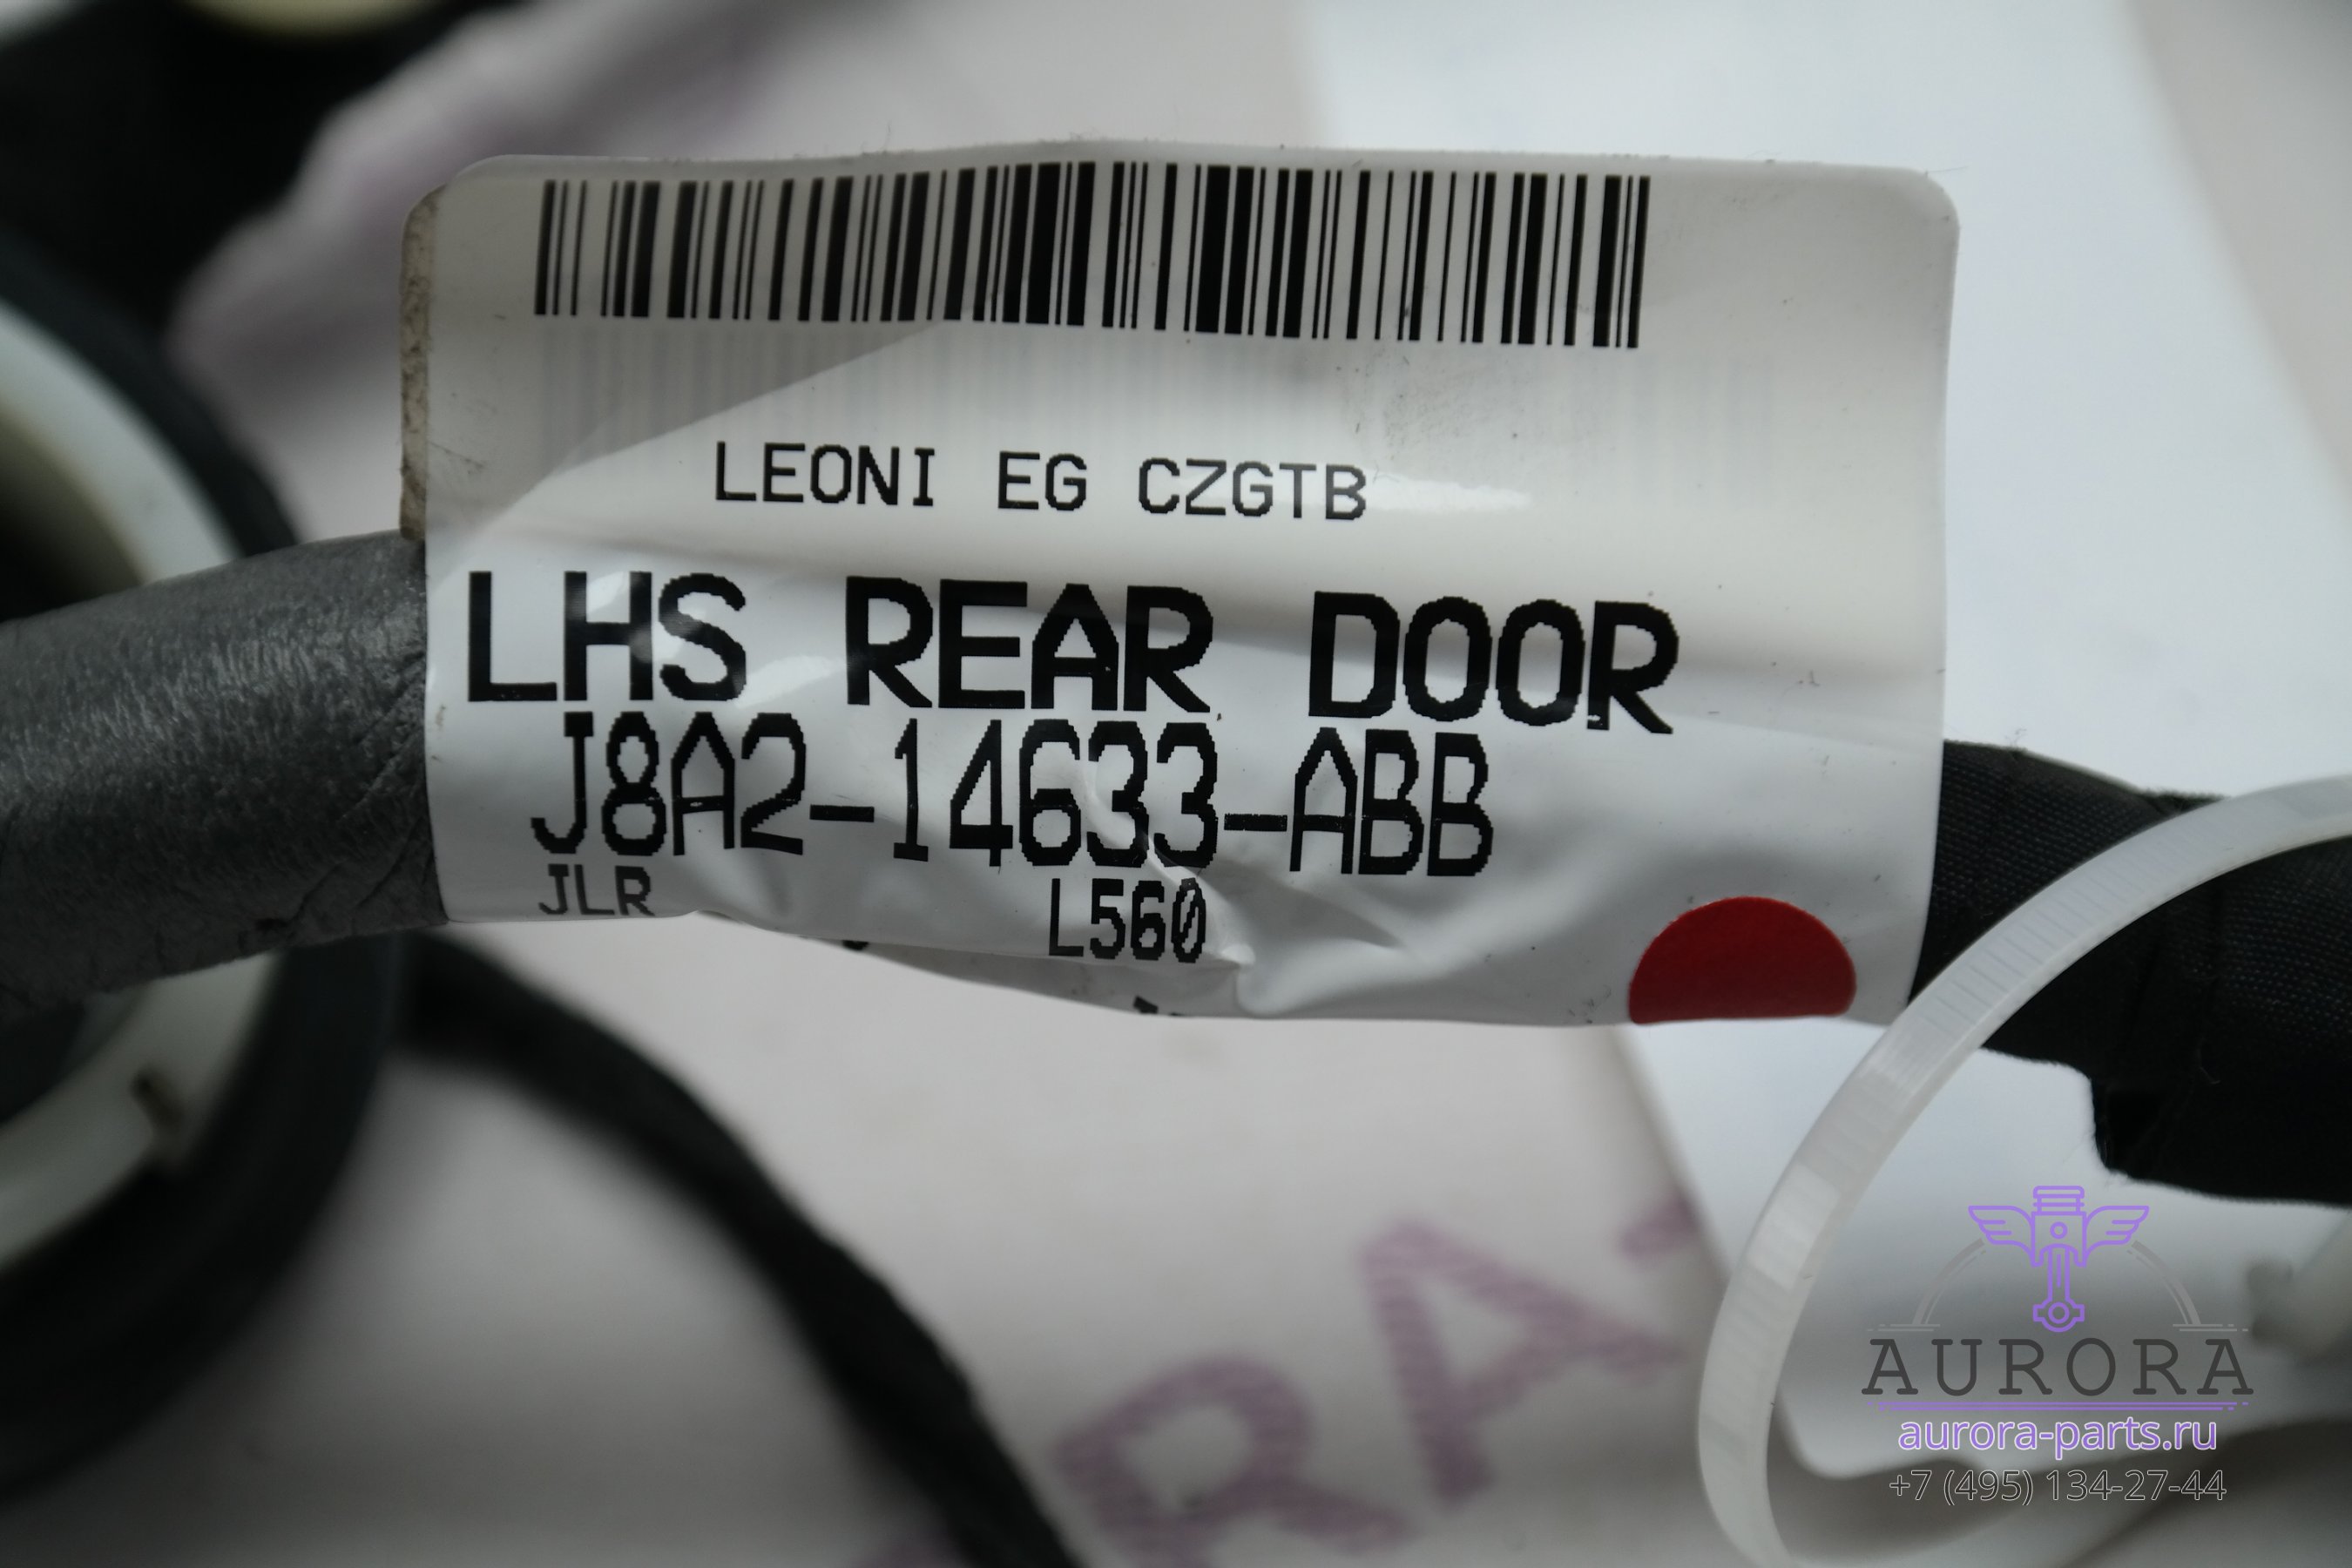 LEONI EG CZGTB
LHS REAR DOOR
J8A2-14633-ABB
JLR L560
RA
AURORA
aurora-parts.ru
+7 (495) 134-27-44